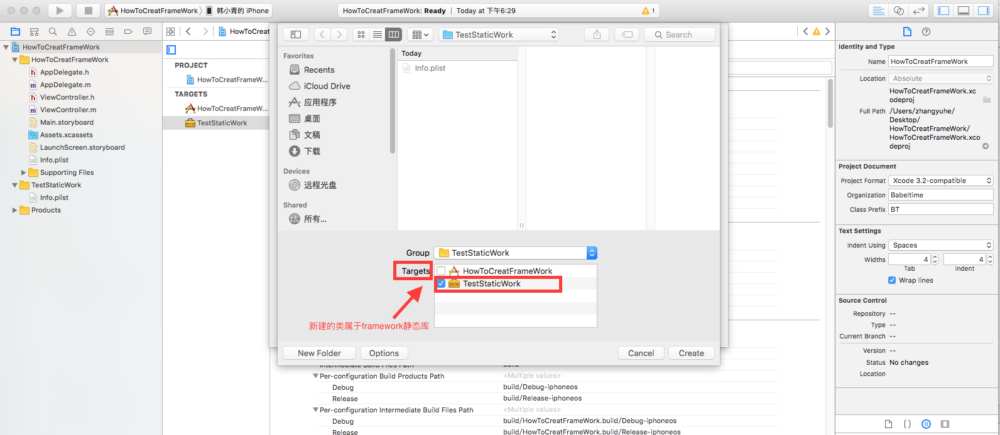 HowToCreatFrameWork
韩小青的 iPhone
HowToCreatFrameWork: Ready | Today at 下午6:29
1
HowToCreat
TestStaticWork
Search
HowToCreatFrameWork
HowToCreatFrameWork
AppDelegate.h
AppDelegate.m
ViewController.h
ViewController.m
Main.storyboard
Assets.xcassets
LaunchScreen.storyboard
Info.plist
Supporting Files
TestStaticWork
Info.plist
Products
PROJECT
HowToCreatFrameW...
TARGETS
HowToCreatFrameW...
TestStaticWork
Favorites
Recents
iCloud Drive
应用程序
桌面
文稿
下载
Devices
远程光盘
Shared
所有...
Today
Info.plist
Group
TestStaticWork
Targets
HowToCreatFrameWork
TestStaticWork
新建的类属于framework静态库
New Folder
Options
Cancel
Create
Intermediate Build Files Path
build
Per-configuration Build Products Path
<Multiple values>
Debug
build/Debug-iphoneos
Release
build/Release-iphoneos
Per-configuration Intermediate Build Files Path
<Multiple values>
Debug
build/HowToCreatFrameWork.build/Debug-iphoneos
Release
build/HowToCreatFrameWork.build/Release-iphoneos
Identity and Type
Name HowToCreatFrameWork
Location Absolute
HowToCreatFrameWork.xc
odeproj
Full Path /Users/zhangyuhe/
Desktop/
HowToCreatFrameWork/
HowToCreatFrameWork.xco
deproj
Project Document
Project Format Xcode 3.2-compatible
Organization Babeltime
Class Prefix BT
Text Settings
Indent Using Spaces
Widths 4 4
Tab Indent
Wrap lines
Source Control
Repository --
Type --
Current Branch --
Version --
Status No changes
Location